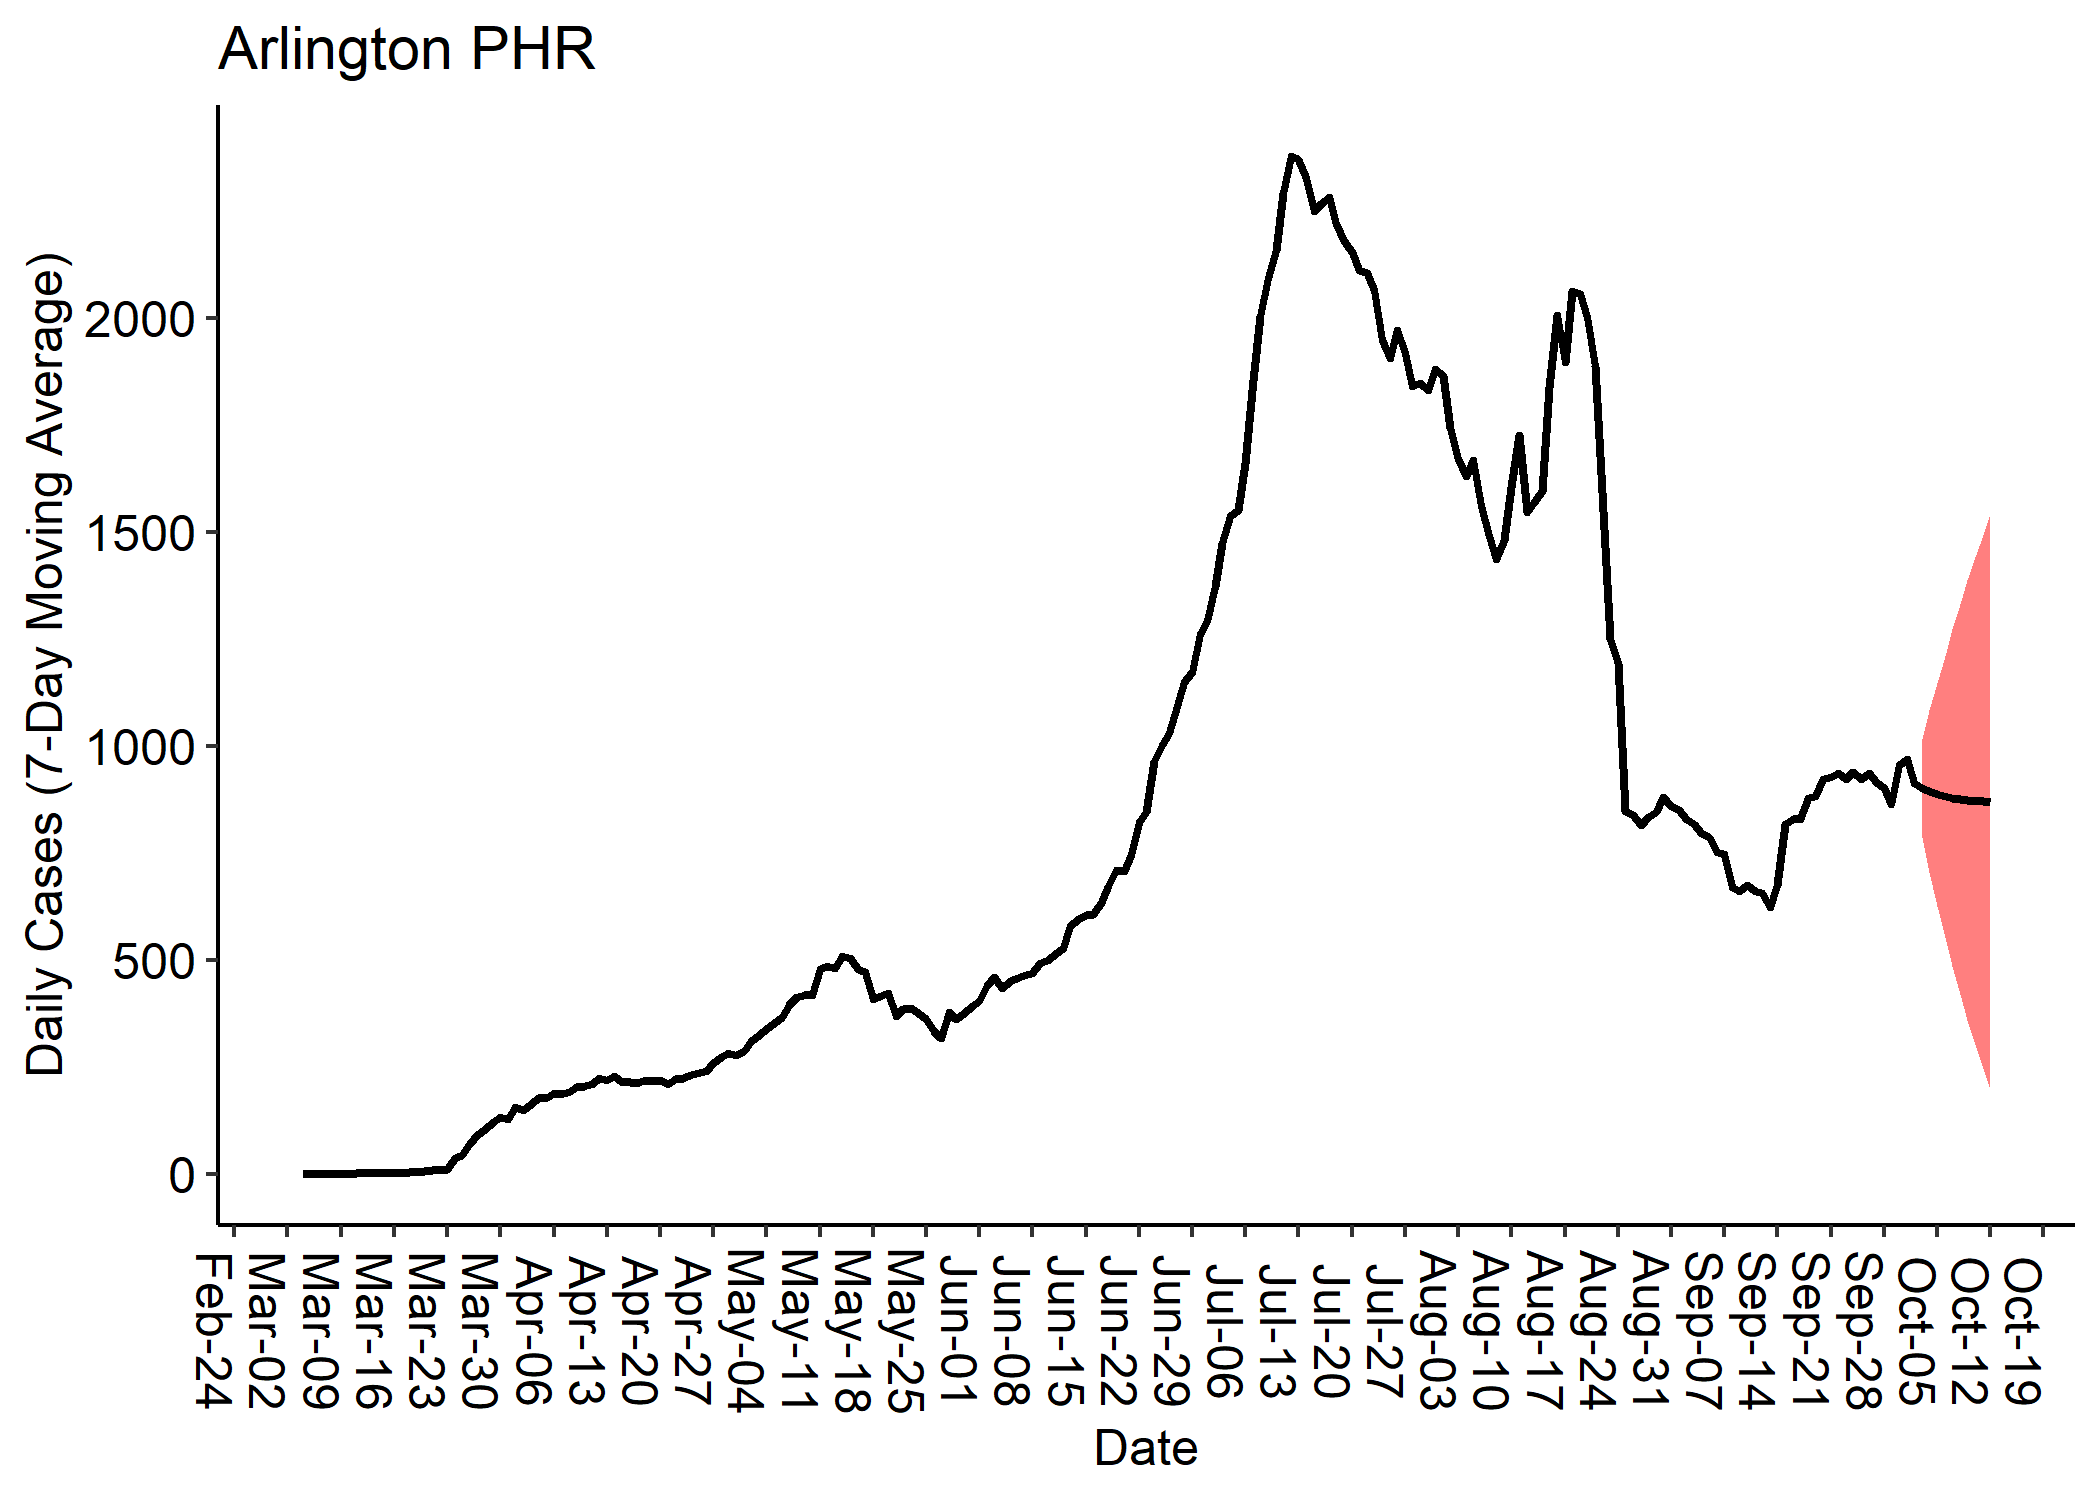 Arlington PHR
Daily Cases (7-Day Moving Average)
2000
1500
1000
500
0
Feb-24
Mar-02
Mar-09
Mar-16
Mar-23
Mar-30
Apr-06
Apr-13
Apr-20
Apr-27
May-04
May-11
May-18
May-25
Jun-01
Jun-08
Jun-15
Jun-22
Jun-29
Jul-06
Jul-13
Jul-20
Jul-27
Aug-03
Aug-10
Aug-17
Aug-24
Aug-31
Sep-07
Sep-14
Sep-21
Sep-28
Oct-05
Oct-12
Oct-19
Date